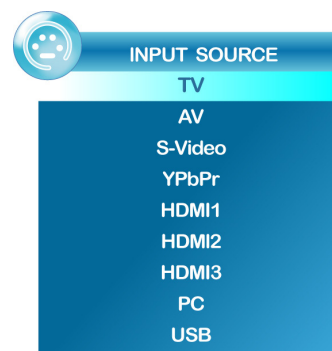 INPUT SOURCE
TV
AV
S-Video
YPbPr
HDMI1
HDMI2
HDMI3
PC
USB